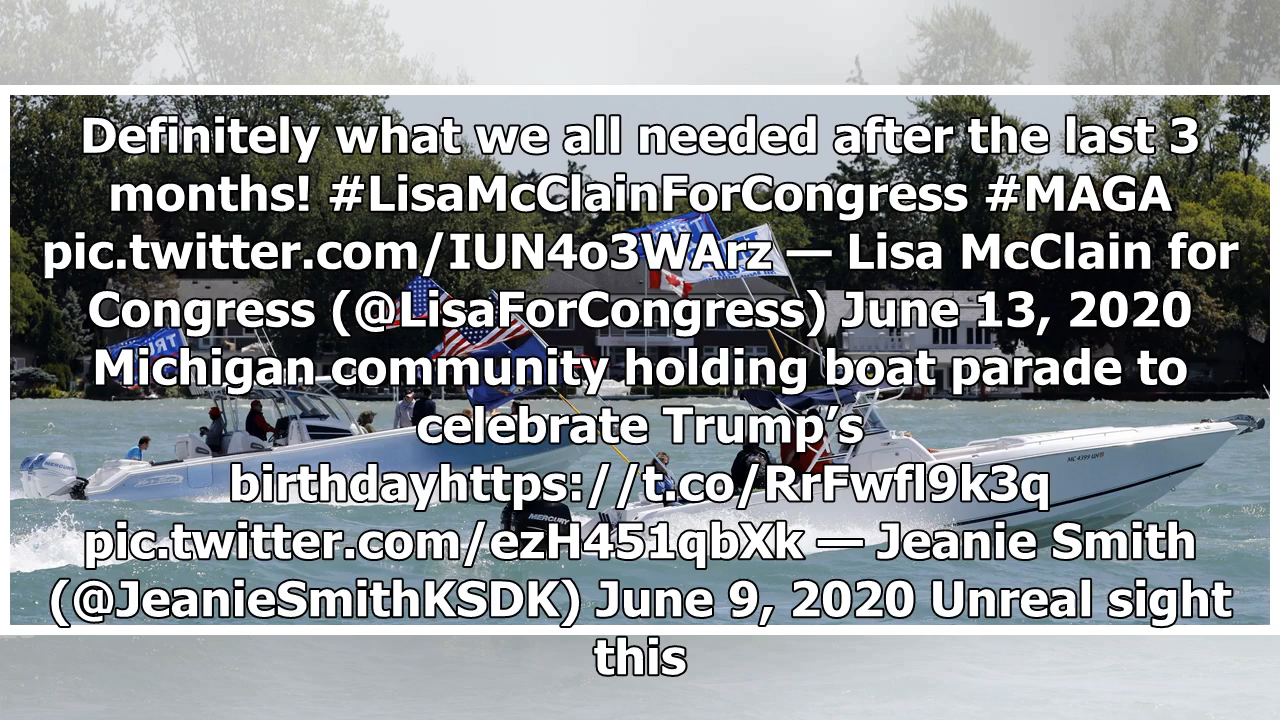 Definitely what we all needed after the last 3
months! #LisaMcClainForCongress #MAGA
pic.twitter.com/IUN4o3WArz — Lisa McClain for
Congress (@LisaForCongress) June 13, 2020
Michigan community holding boat parade to
celebrate Trump’s
birthdayhttps://t.co/RrFwfl9k3q
pic.twitter.com/ezH451qbXk — Jeanie Smith
(@JeanieSmithKSDK) June 9, 2020 Unreal sight
this
MERCURY